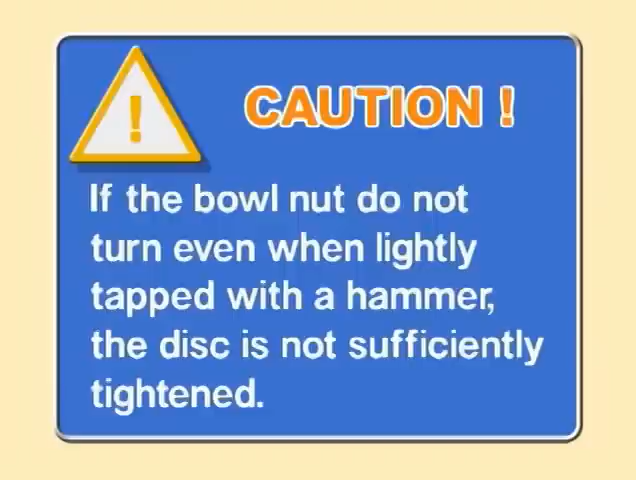 !
CAUTION !
If the bowl nut do not
turn even when lightly
tapped with a hammer,
the disc is not sufficiently
tightened.